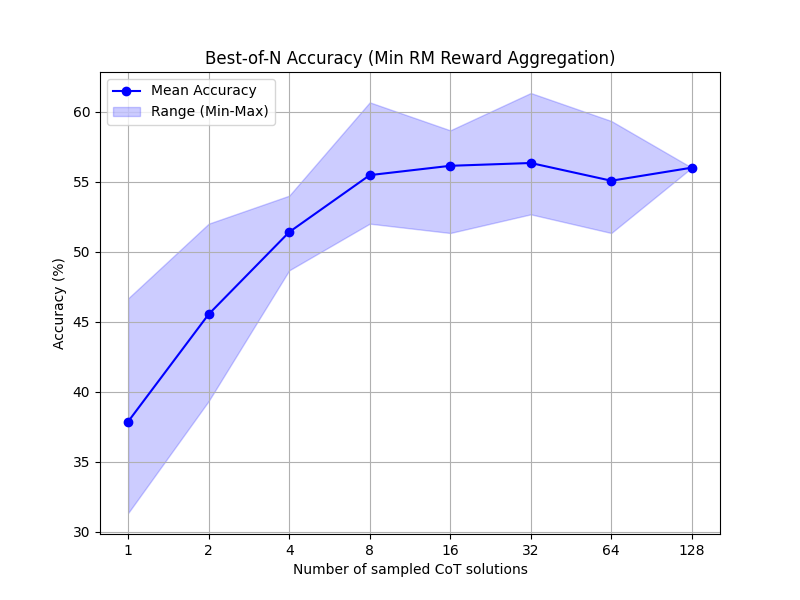 Best-of-N Accuracy (Min RM Reward Aggregation)
Mean Accuracy
Range (Min-Max)
60
55
50
45
40
35
30
Accuracy (%)
1 2 4 8 16 32 64 128
Number of sampled CoT solutions